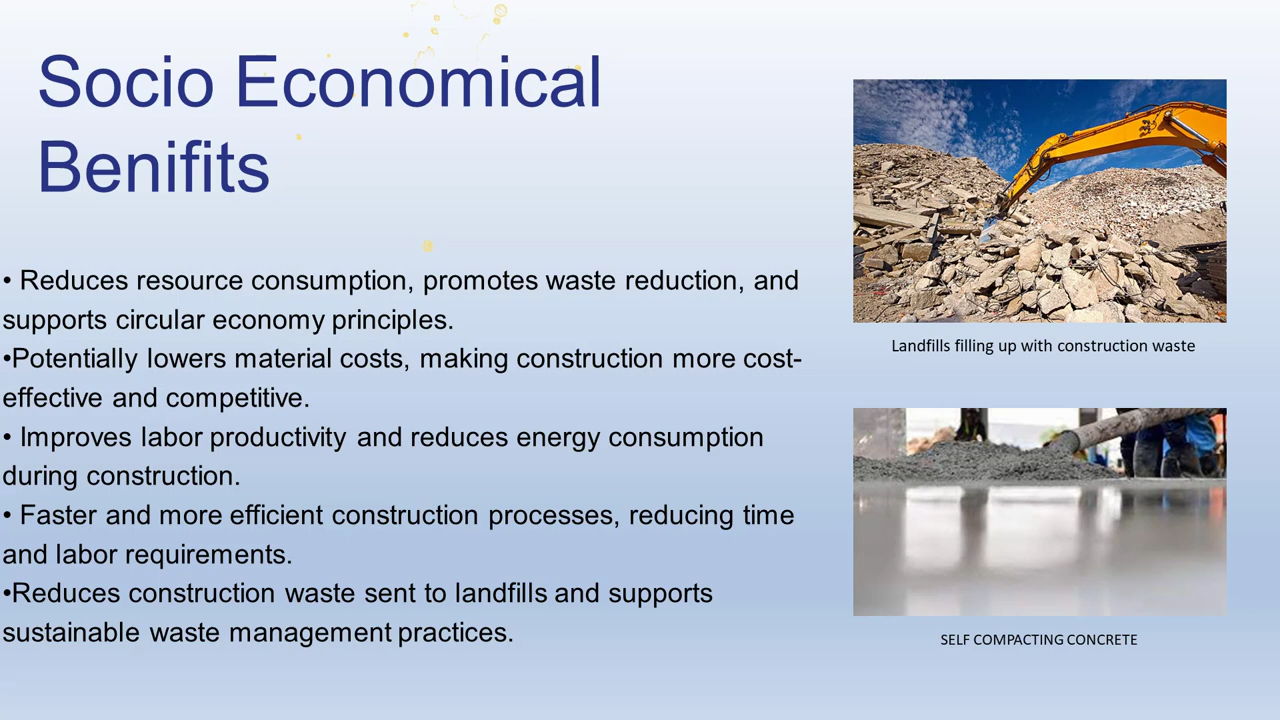 Socio Economical
Benifits
• Reduces resource consumption, promotes waste reduction, and
supports circular economy principles.
•Potentially lowers material costs, making construction more cost-
effective and competitive.
• Improves labor productivity and reduces energy consumption
during construction.
• Faster and more efficient construction processes, reducing time
and labor requirements.
•Reduces construction waste sent to landfills and supports
sustainable waste management practices.
Landfills filling up with construction waste
SELF COMPACTING CONCRETE